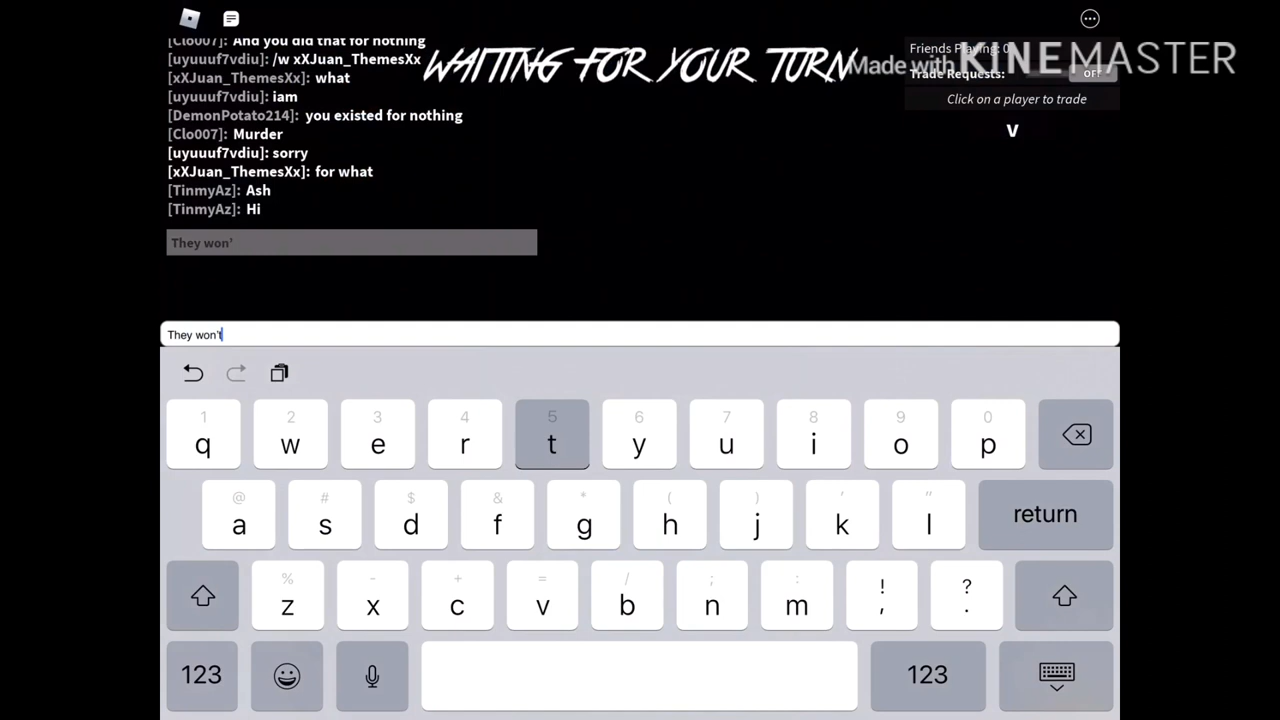 [Clo007]: And you did that for nothing
[uyuuuf7vdiu]: /w xXJuan_ThemesXx
[xXJuan_ThemesXx]: what
[uyuuuf7vdiu]: iam
[DemonPotato214]: you existed for nothing
[Clo007]: Murder
[uyuuuf7vdiu]: sorry
[xXJuan_ThemesXx]: for what
[TinmyAz]: Ash
[TinmyAz]: Hi
They won'
WAITING FOR YOUR TURN
Friends Playing: 0
Made with KINEMASTER
Trade Requests: OFF
Click on a player to trade
v
They won't
1 2 3 4 5 6 7 8 9 0
q w e r t y u i o p
@ # $ & * ( ) ' "
a s d f g h j k l return
% - + = / ; : ! ?
z x c v b n m , .
123 123